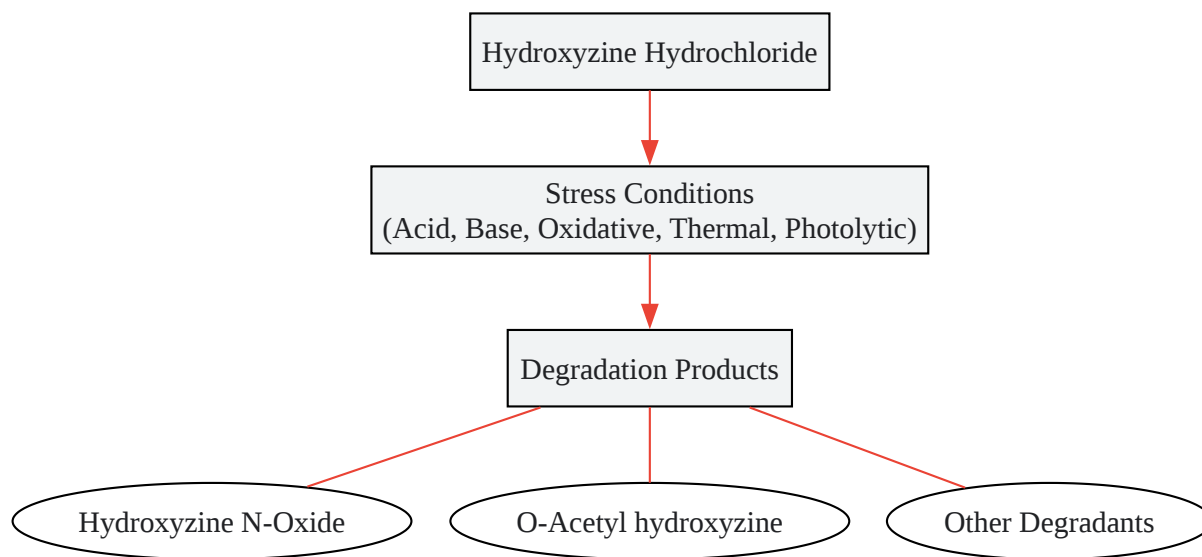 Hydroxyzine Hydrochloride
Stress Conditions
(Acid, Base, Oxidative, Thermal, Photolytic)
Degradation Products
Hydroxyzine N-Oxide
O-Acetyl hydroxyzine
Other Degradants